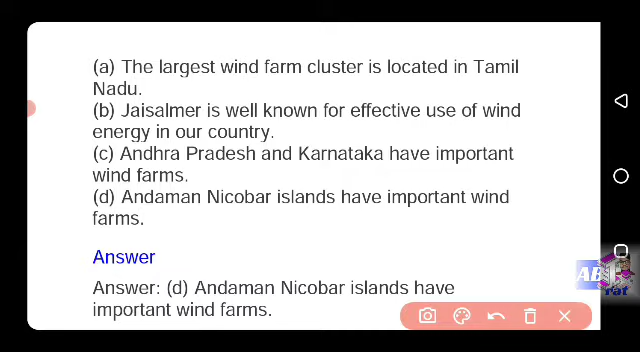 (a) The largest wind farm cluster is located in Tamil
Nadu.
(b) Jaisalmer is well known for effective use of wind
energy in our country.
(c) Andhra Pradesh and Karnataka have important
wind farms.
(d) Andaman Nicobar islands have important wind
farms.
Answer
Answer: (d) Andaman Nicobar islands have
important wind farms.